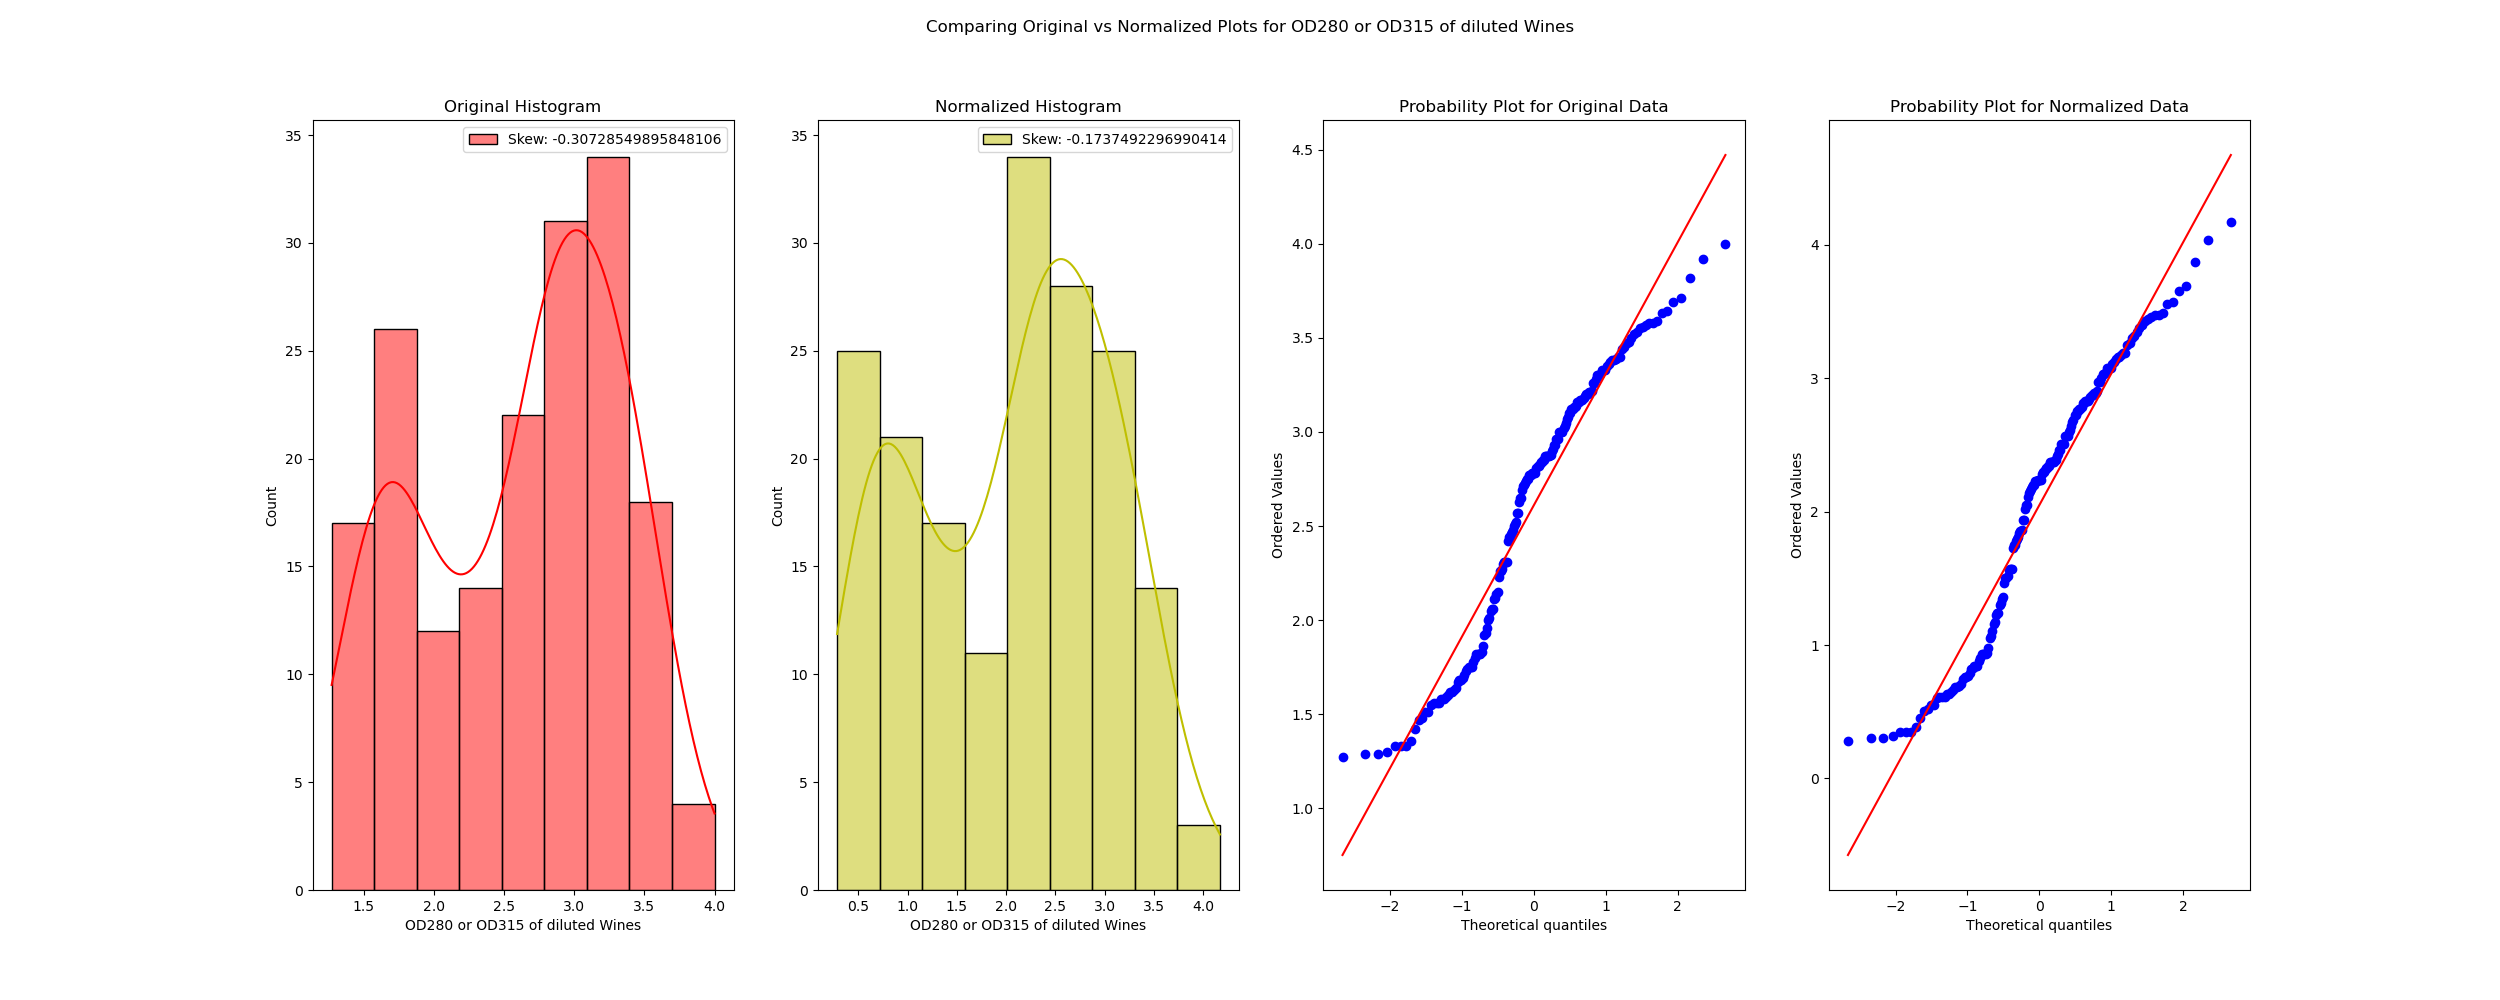 Comparing Original vs Normalized Plots for OD280 or OD315 of diluted Wines
Original Histogram
Skew: -0.30728549895848106
35
30
25
20
15
10
5
0
Count
1.5 2.0 2.5 3.0 3.5 4.0
OD280 or OD315 of diluted Wines
Normalized Histogram
Skew: -0.1737492296990414
35
30
25
20
15
10
5
0
Count
0.5 1.0 1.5 2.0 2.5 3.0 3.5 4.0
OD280 or OD315 of diluted Wines
Probability Plot for Original Data
4.5
4.0
3.5
3.0
2.5
2.0
1.5
1.0
Ordered Values
−2 −1 0 1 2
Theoretical quantiles
Probability Plot for Normalized Data
4
3
2
1
0
Ordered Values
−2 −1 0 1 2
Theoretical quantiles